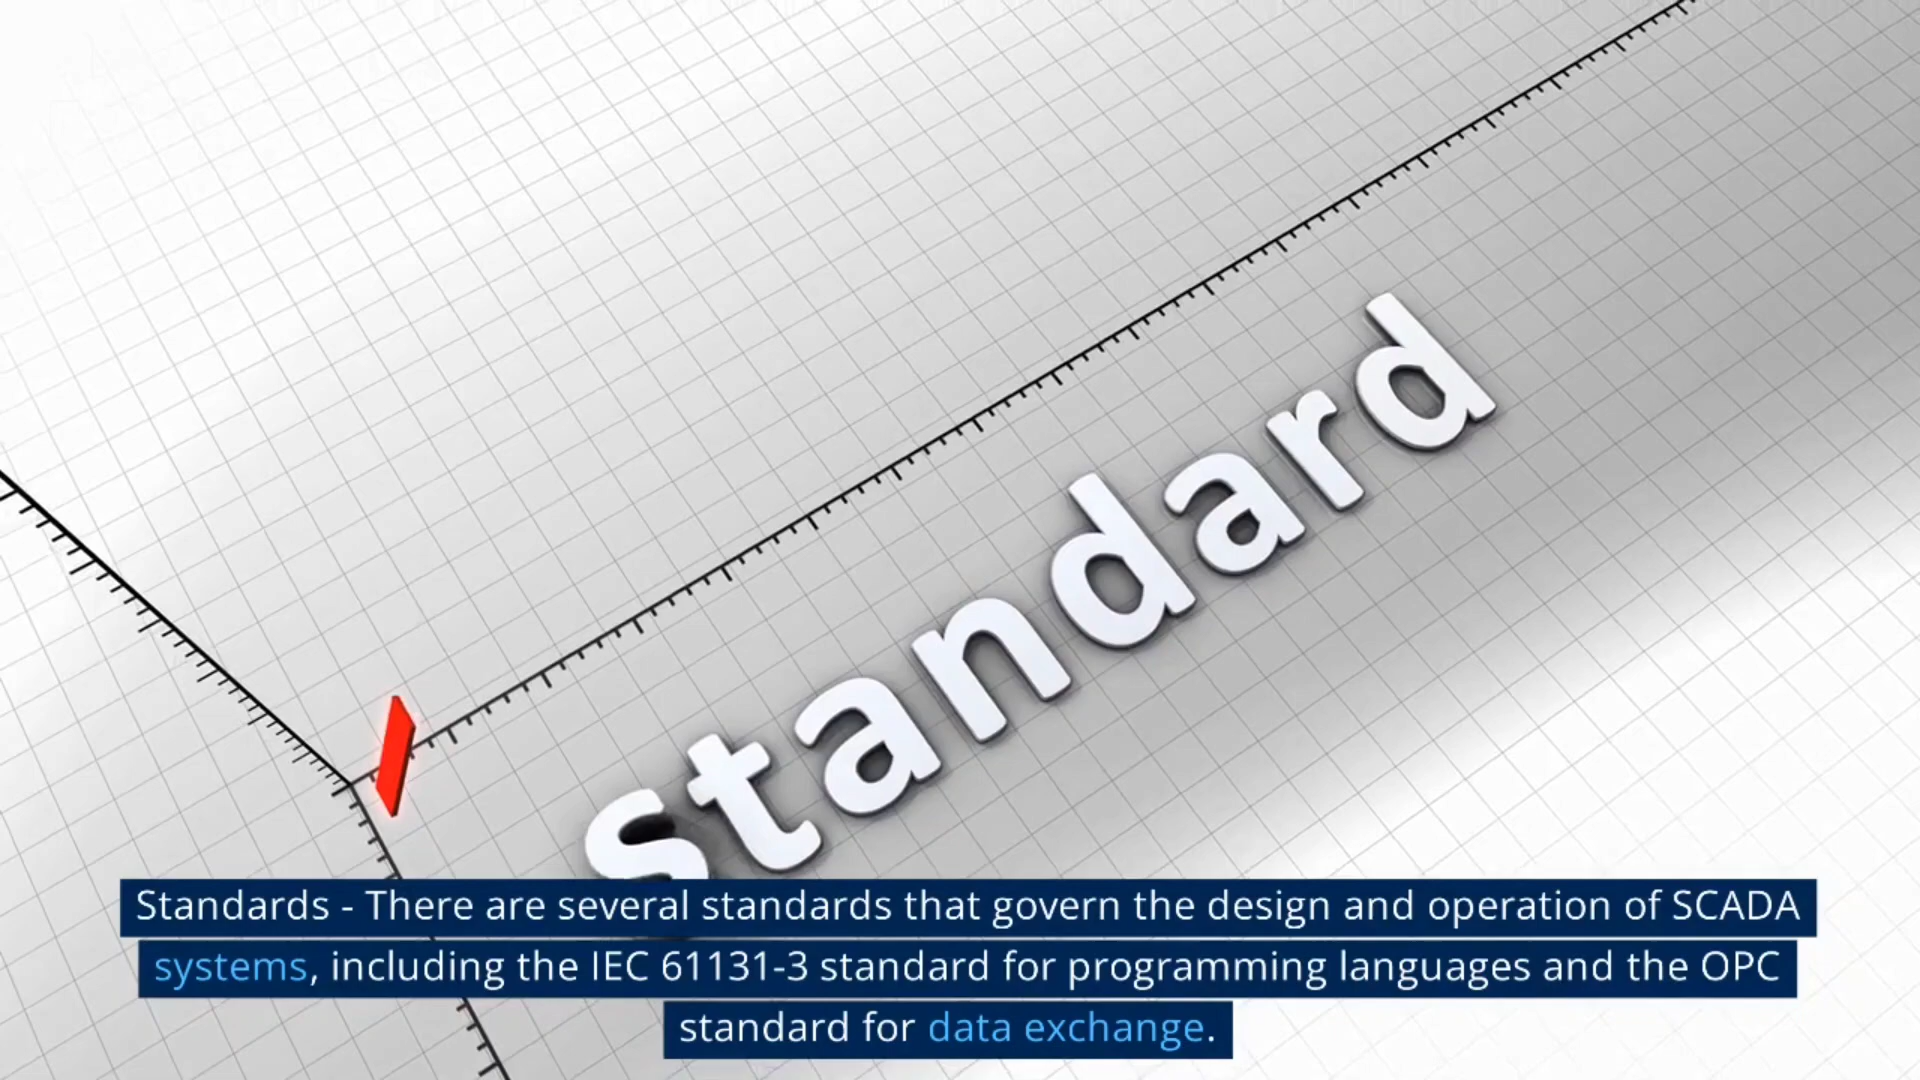 standard
Standards - There are several standards that govern the design and operation of SCADA
systems, including the IEC 61131-3 standard for programming languages and the OPC
standard for data exchange.